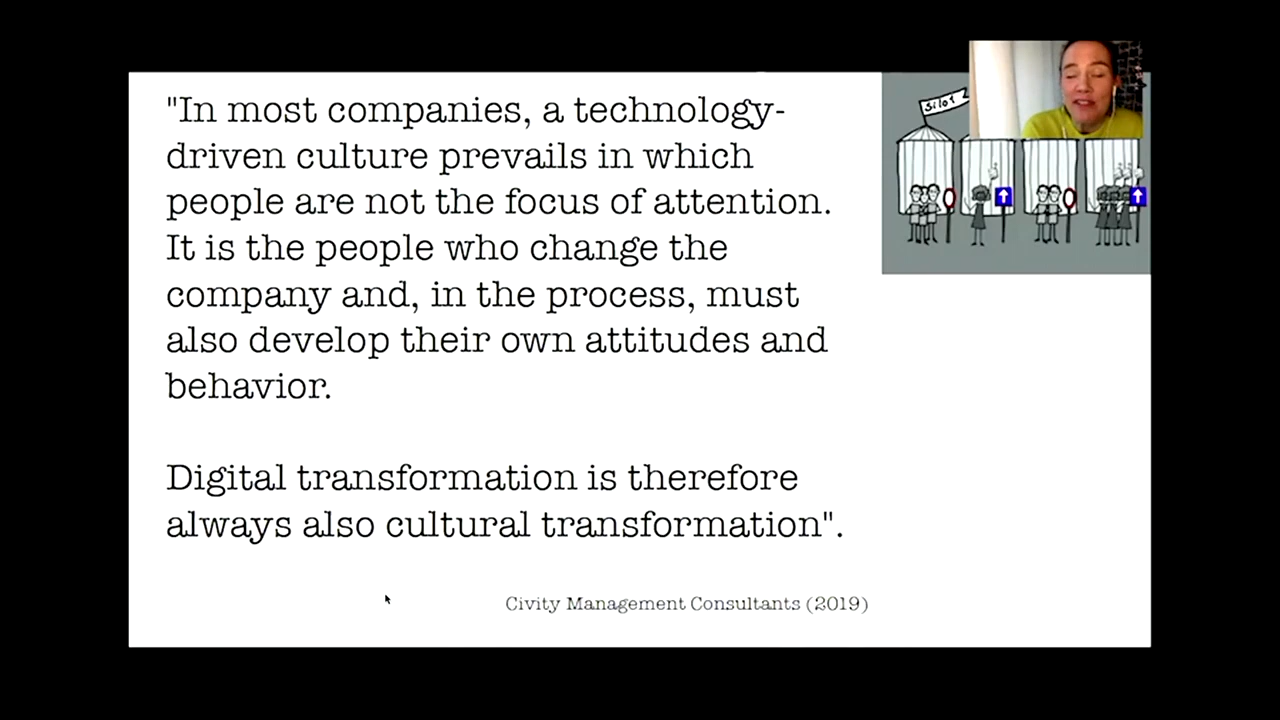 "In most companies, a technology-
driven culture prevails in which
people are not the focus of attention.
It is the people who change the
company and, in the process, must
also develop their own attitudes and
behavior.
Digital transformation is therefore
always also cultural transformation".
Civity Management Consultants (2019)